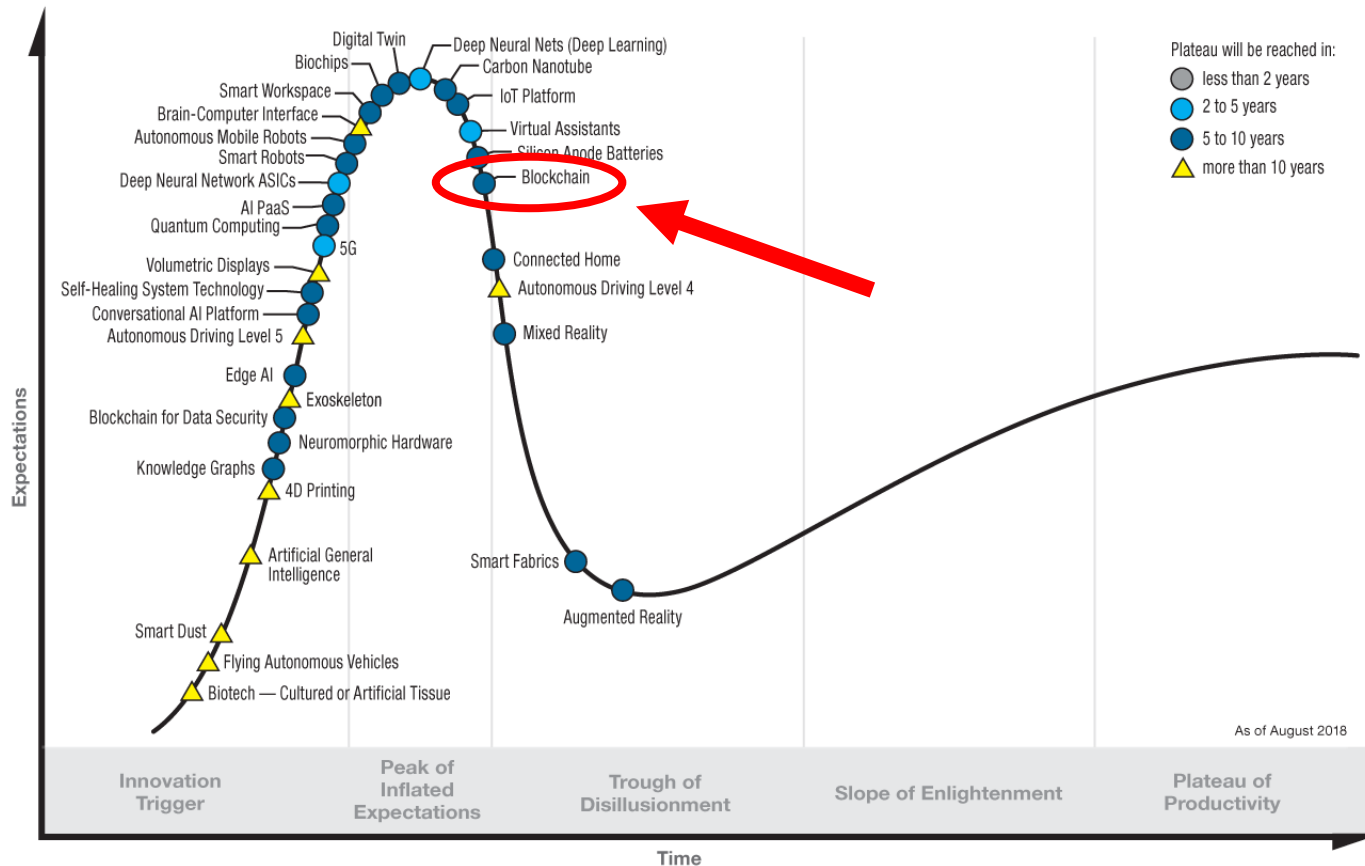 Digital Twin
Biochips
Smart Workspace
Brain-Computer Interface
Autonomous Mobile Robots
Smart Robots
Deep Neural Network ASICs
AI PaaS
Quantum Computing
5G
Volumetric Displays
Self-Healing System Technology
Conversational AI Platform
Autonomous Driving Level 5
Edge AI
Exoskeleton
Blockchain for Data Security
Neuromorphic Hardware
Knowledge Graphs
4D Printing
Artificial General
Intelligence
Smart Dust
Flying Autonomous Vehicles
Biotech — Cultured or Artificial Tissue
Deep Neural Nets (Deep Learning)
Carbon Nanotube
IoT Platform
Virtual Assistants
Silicon Anode Batteries
Blockchain
Connected Home
Autonomous Driving Level 4
Mixed Reality
Smart Fabrics
Augmented Reality
Plateau will be reached in:
less than 2 years
2 to 5 years
5 to 10 years
more than 10 years
As of August 2018
Expectations
Innovation
Trigger
Peak of
Inflated
Expectations
Trough of
Disillusionment
Slope of Enlightenment
Plateau of
Productivity
Time